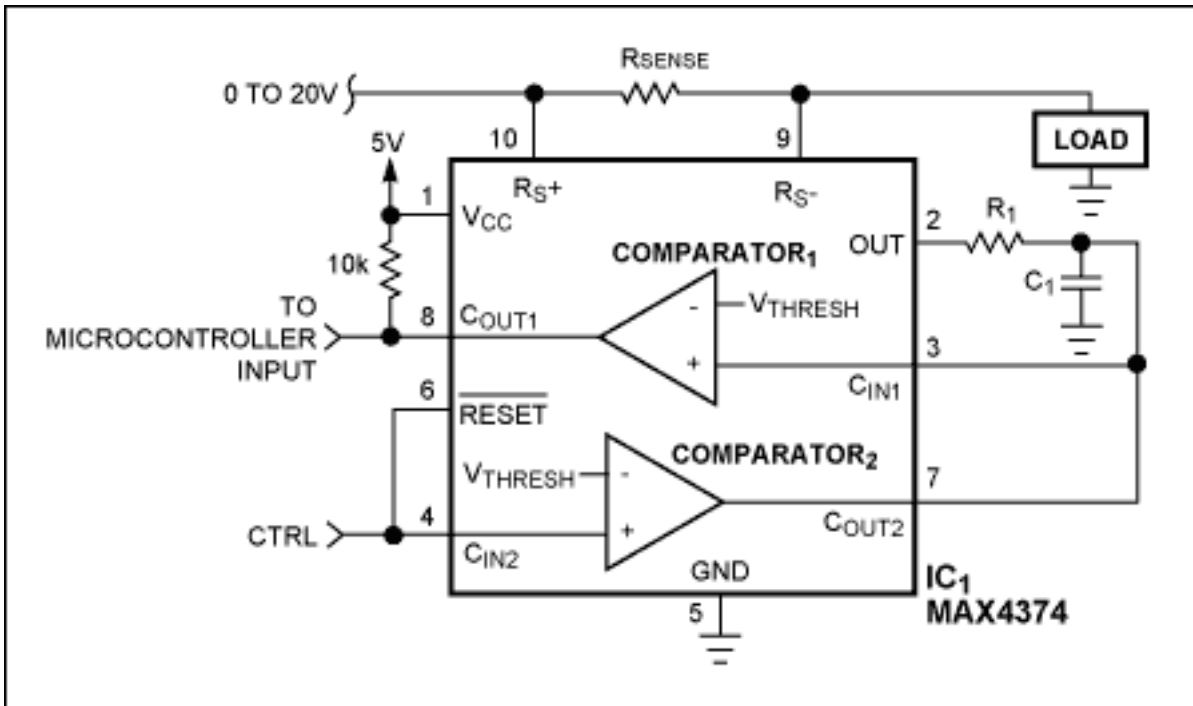 RSENSE
0 TO 20V
10
9
LOAD
5V
RS+
RS-
1
VCC
2
R1
OUT
COMPARATOR1
10k
C1
-
VTHRESH
TO
MICROCONTROLLER
INPUT
8
COUT1
+
3
CIN1
6
RESET
COMPARATOR2
VTHRESH
-
7
CTRL
4
+
COUT2
CIN2
GND
5
IC1
MAX4374